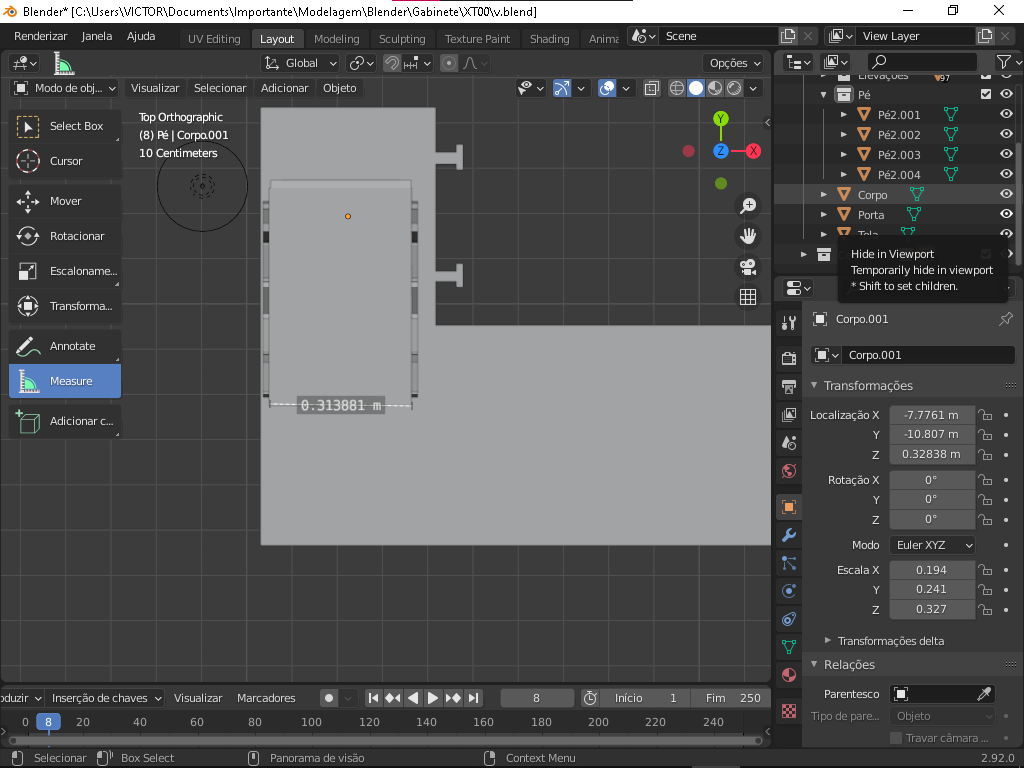 Blender* [C:\Users\VICTOR\Documents\Importante\Modelagem\Blender\Gabinete\XT00\v.blend]
Renderizar Janela Ajuda UV Editing Layout Modeling Sculpting Texture Paint Shading Anima Scene View Layer
Global Opções
Modo de obj... Visualizar Selecionar Adicionar Objeto
Top Orthographic
(8) Pé | Corpo.001
10 Centimeters
Select Box
Cursor
Mover
Rotacionar
Escaloname...
Transforma...
Annotate
Measure
Adicionar c...
Y
Z
X
0.313881 m
Elevações 97
Pé
Pé2.001
Pé2.002
Pé2.003
Pé2.004
Corpo
Porta
Tela
Hide in Viewport
Temporarily hide in viewport
* Shift to set children.
Corpo.001
Corpo.001
Transformações
Localização X -7.7761 m
Y -10.807 m
Z 0.32838 m
Rotação X 0°
Y 0°
Z 0°
Modo Euler XYZ
Escala X 0.194
Y 0.241
Z 0.327
Transformações delta
Relações
Parentesco
Tipo de pare... Objeto
Travar câmara ...
oduzir Inserção de chaves Visualizar Marcadores 8 Início 1 Fim 250
0 8 20 40 60 80 100 120 140 160 180 200 220 240
Selecionar Box Select Panorama de visão Context Menu 2.92.0